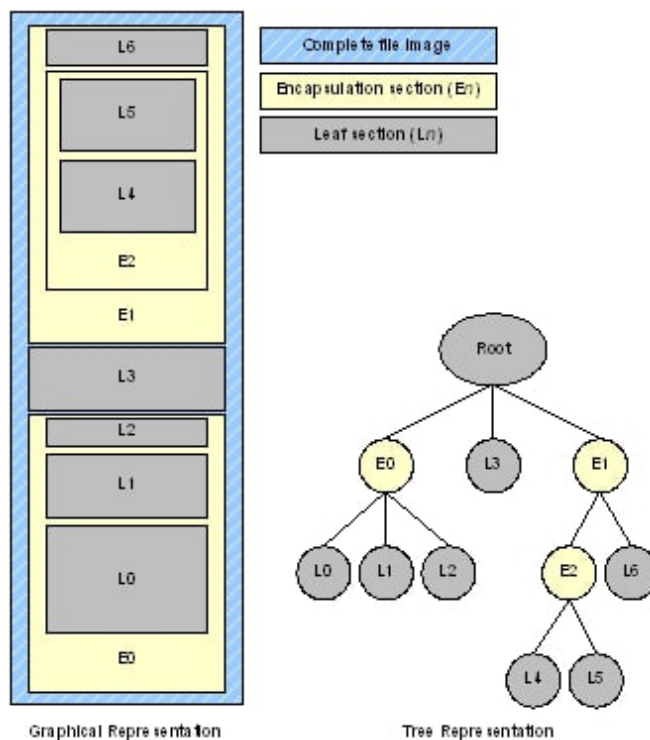 L6
L5
L4
E2
E1
L3
L2
L1
L0
E0
Graphical Representation
Complete file image
Encapsulation section (En)
Leaf section (Ln)
Root
E0 L3 E1
L0 L1 L2 E2 L6
L4 L5
Tree Representation